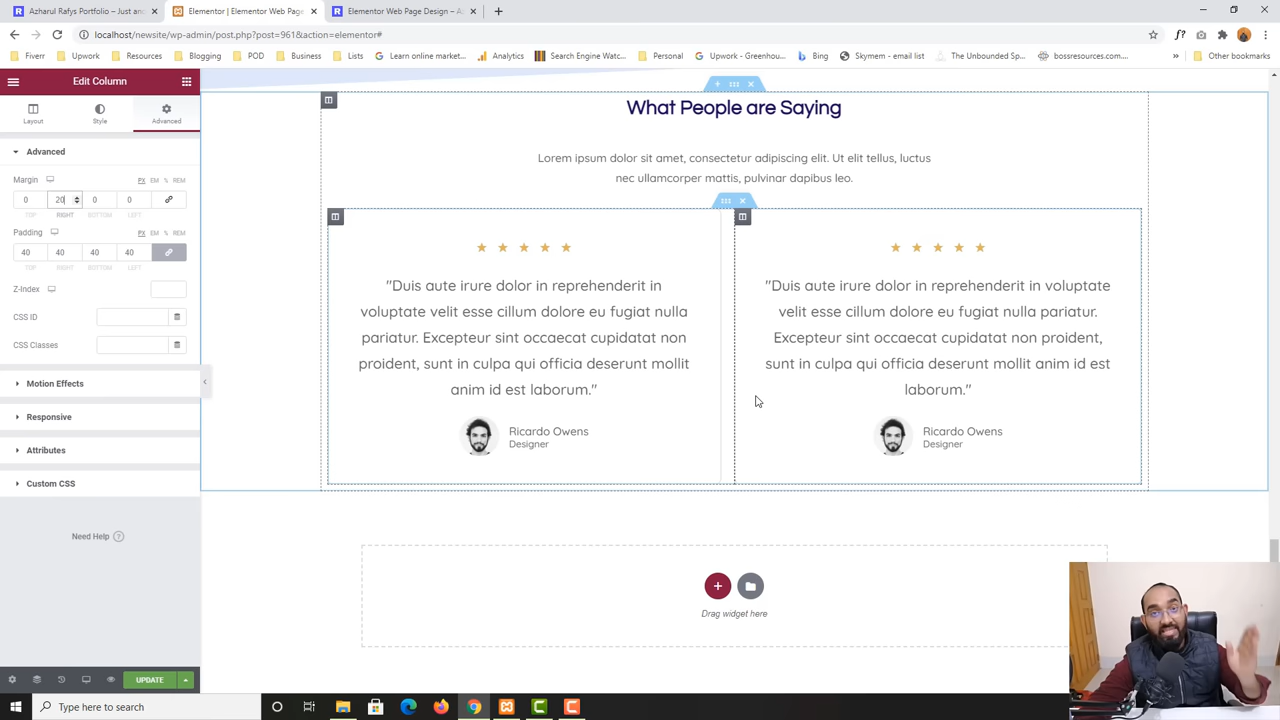 Azharul Rafys Portfolio – Just and
Elementor | Web Page
Elementor Web Page Design – Ap
localhost/newsite/wp-admin/post.php?post=961&action=elementor#
Fiverr
Upwork
Resources
Blogging
POD
Business
Lists
Learn getting start...
Analytics
Search Engine Watc...
Personal
Upwork - Greenhou...
Bing
Skymem - email list
The Unbounded Sp...
bossresources.com...
Other bookmarks
Edit Column
Layout
Style
Advanced
Advanced
Margin
PX EM % REM
0 20 0 0
TOP RIGHT BOTTOM LEFT
Padding
PX EM % REM
40 40 40 40
TOP RIGHT BOTTOM LEFT
Z-Index
CSS ID
CSS Classes
Motion Effects
Responsive
Attributes
Custom CSS
Need Help ?
UPDATE
What People are Saying
Lorem ipsum dolor sit amet, consectetur adipiscing elit. Ut elit tellus, luctus
nec ullamcorper mattis, pulvinar dapibus leo.
"Duis aute irure dolor in reprehenderit in
voluptate velit esse cillum dolore eu fugiat nulla
pariatur. Excepteur sint occaecat cupidatat non
proident, sunt in culpa qui officia deserunt mollit
anim id est laborum."
Ricardo Owens
Designer
"Duis aute irure dolor in reprehenderit in voluptate
velit esse cillum dolore eu fugiat nulla pariatur.
Excepteur sint occaecat cupidatat non proident,
sunt in culpa qui officia deserunt mollit anim id est
laborum."
Ricardo Owens
Designer
Drag widget here
Type here to search